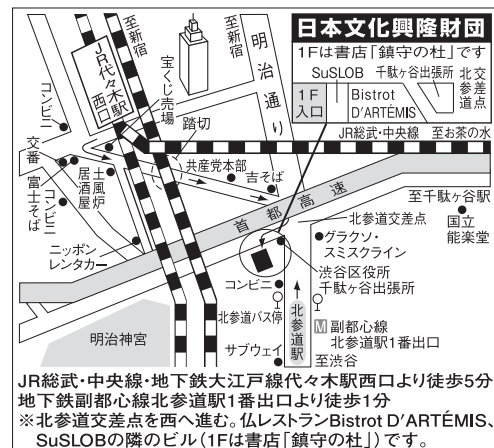 日本文化興隆財団
1Fは書店「鎮守の杜」です
SuSLOB
千駄ヶ谷出張所
北参道交差点
1F
入口
Bistrot
D'ARTÉMIS
至新宿
至新宿
JR代々木駅
西口
宝くじ売場
明治通り
コンビニ
踏切
JR総武・中央線
至お茶の水
交番
富士そば
コンビニ
居酒屋
土風炉
共産党本部
吉そば
首都高速
至千駄ヶ谷駅
北参道交差点
国立
能楽堂
グラクソ・
スミスクライン
ニッポン
レンタカー
渋谷区役所
千駄ヶ谷出張所
コンビニ
北参道バス停
北参道駅
明治神宮
サブウェイ
M 副都心線
北参道駅1番出口
至渋谷
JR総武・中央線・地下鉄大江戸線代々木駅西口より徒歩5分
地下鉄副都心線北参道駅1番出口より徒歩1分
※北参道交差点を西へ進む。仏レストランBistrot D'ARTÉMIS、
SuSLOBの隣のビル（1Fは書店「鎮守の杜」）です。